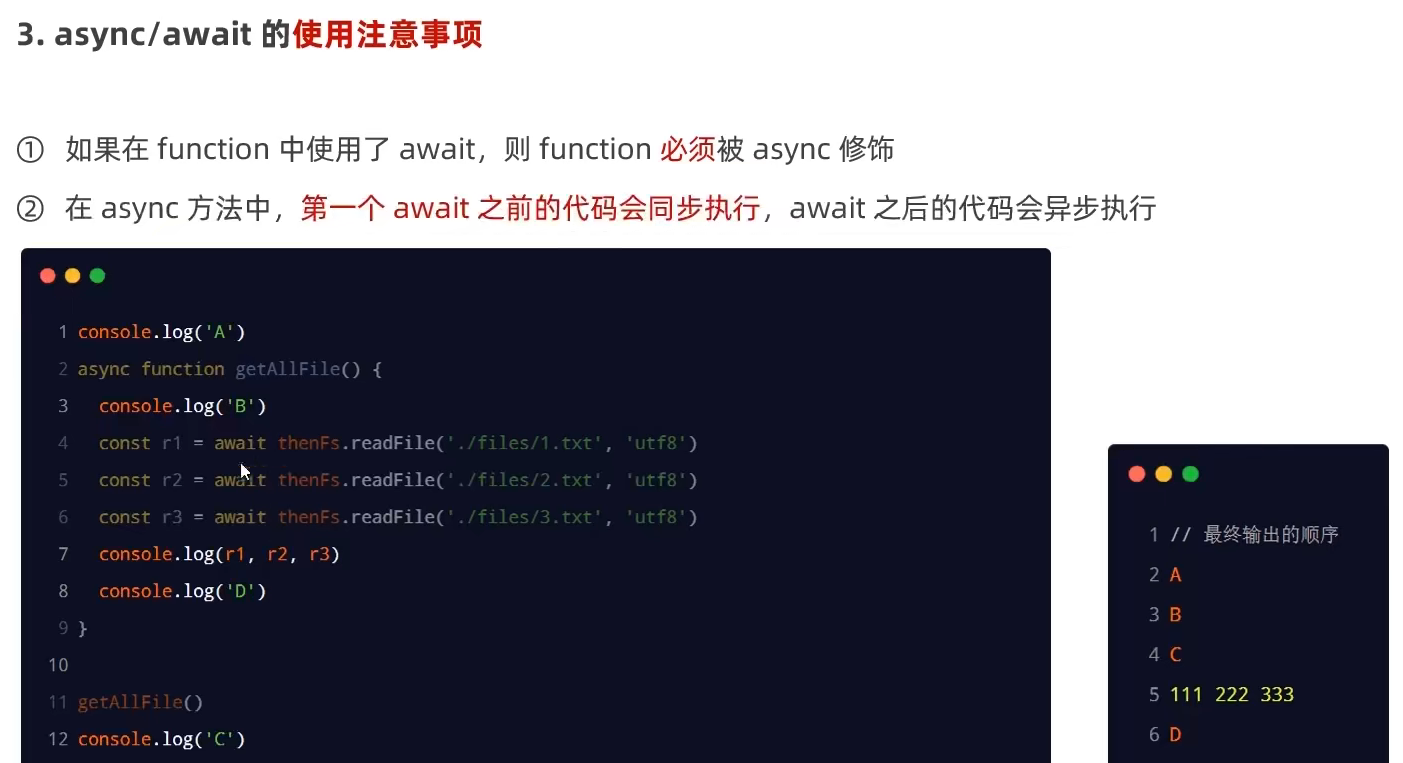 3. async/await 的使用注意事项
① 如果在 function 中使用了 await，则 function 必须被 async 修饰
② 在 async 方法中，第一个 await 之前的代码会同步执行，await 之后的代码会异步执行
1 console.log('A')
2 async function getAllFile() {
3   console.log('B')
4   const r1 = await thenFs.readFile('./files/1.txt', 'utf8')
5   const r2 = await thenFs.readFile('./files/2.txt', 'utf8')
6   const r3 = await thenFs.readFile('./files/3.txt', 'utf8')
7   console.log(r1, r2, r3)
8   console.log('D')
9 }
10
11 getAllFile()
12 console.log('C')
1 // 最终输出的顺序
2 A
3 B
4 C
5 111 222 333
6 D